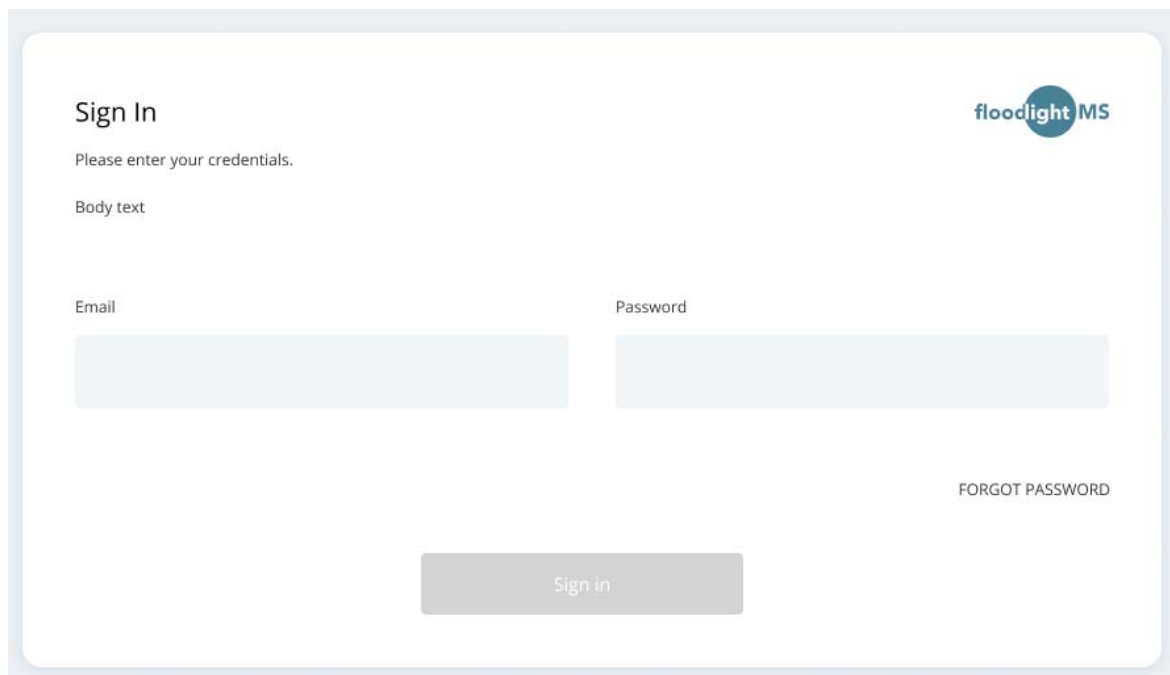 Sign In
floodlight MS
Please enter your credentials.
Body text
Email
Password
FORGOT PASSWORD
Sign in